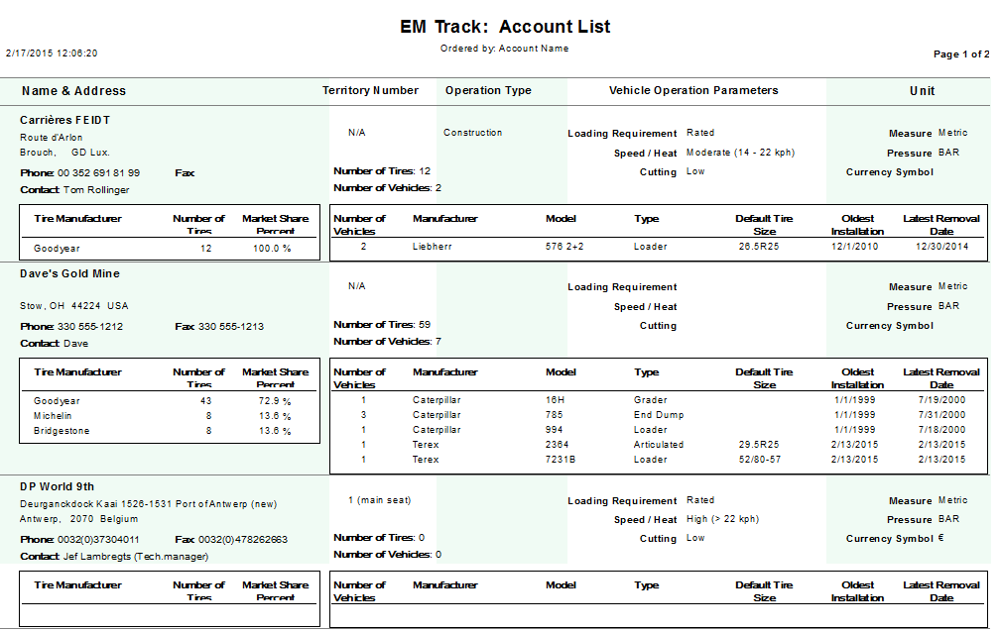 EM Track: Account List
Ordered by: Account Name
2/17/2015 12:06:20
Page 1 of 2
Name & Address Territory Number Operation Type Vehicle Operation Parameters Unit
Carrières FEIDT
Route d'Arlon
Brouch, GD Lux.
N/A Construction Loading Requirement Rated Measure Metric
Speed / Heat Moderate (14 - 22 kph) Pressure BAR
Phone: 00 352 691 81 99 Fax Number of Tires: 12 Cutting Low Currency Symbol
Contact: Tom Rollinger Number of Vehicles: 2
Tire Manufacturer Number of Tires Market Share Percent
Goodyear 12 100.0 %
Number of Vehicles Manufacturer Model Type Default Tire Size Oldest Installation Latest Removal Date
2 Liebherr 576 2+2 Loader 26.5R25 12/1/2010 12/30/2014
Dave's Gold Mine
N/A Loading Requirement Measure Metric
Stow, OH 44224 USA Speed / Heat Pressure BAR
Phone: 330 555-1212 Fax: 330 555-1213 Number of Tires: 59 Cutting Currency Symbol
Contact: Dave Number of Vehicles: 7
Tire Manufacturer Number of Tires Market Share Percent
Goodyear 43 72.9 %
Michelin 8 13.6 %
Bridgestone 8 13.6 %
Number of Vehicles Manufacturer Model Type Default Tire Size Oldest Installation Latest Removal Date
1 Caterpillar 16H Grader 1/1/1999 7/19/2000
3 Caterpillar 785 End Dump 1/1/1999 7/31/2000
1 Caterpillar 994 Loader 1/1/1999 7/18/2000
1 Terex 2364 Articulated 29.5R25 2/13/2015 2/13/2015
1 Terex 7231B Loader 52/80-57 2/13/2015 2/13/2015
DP World 9th
Deurganckdock Kaai 1526-1531 Port of Antwerp (new) 1 (main seat) Loading Requirement Rated Measure Metric
Antwerp, 2070 Belgium Speed / Heat High (> 22 kph) Pressure BAR
Phone: 0032(0)37304011 Fax: 0032(0)478262663 Number of Tires: 0 Cutting Low Currency Symbol €
Contact: Jef Lambregts (Tech.manager) Number of Vehicles: 0
Tire Manufacturer Number of Tires Market Share Percent
Number of Vehicles Manufacturer Model Type Default Tire Size Oldest Installation Latest Removal Date